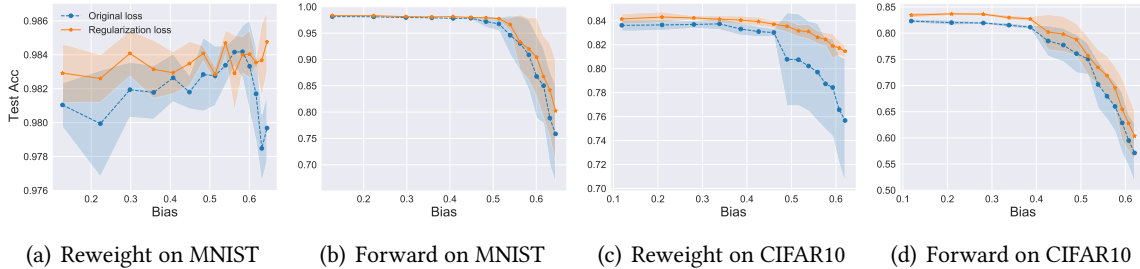 Original loss
Regularization loss
Test Acc
0.986
0.984
0.982
0.980
0.978
0.976
0.2 0.3 0.4 0.5 0.6
Bias
1.00
0.95
0.90
0.85
0.80
0.75
0.70
0.2 0.3 0.4 0.5 0.6
Bias
0.84
0.82
0.80
0.78
0.76
0.74
0.72
0.70
0.1 0.2 0.3 0.4 0.5 0.6
Bias
0.85
0.80
0.75
0.70
0.65
0.60
0.55
0.50
0.1 0.2 0.3 0.4 0.5 0.6
Bias
(a) Reweight on MNIST
(b) Forward on MNIST
(c) Reweight on CIFAR10
(d) Forward on CIFAR10